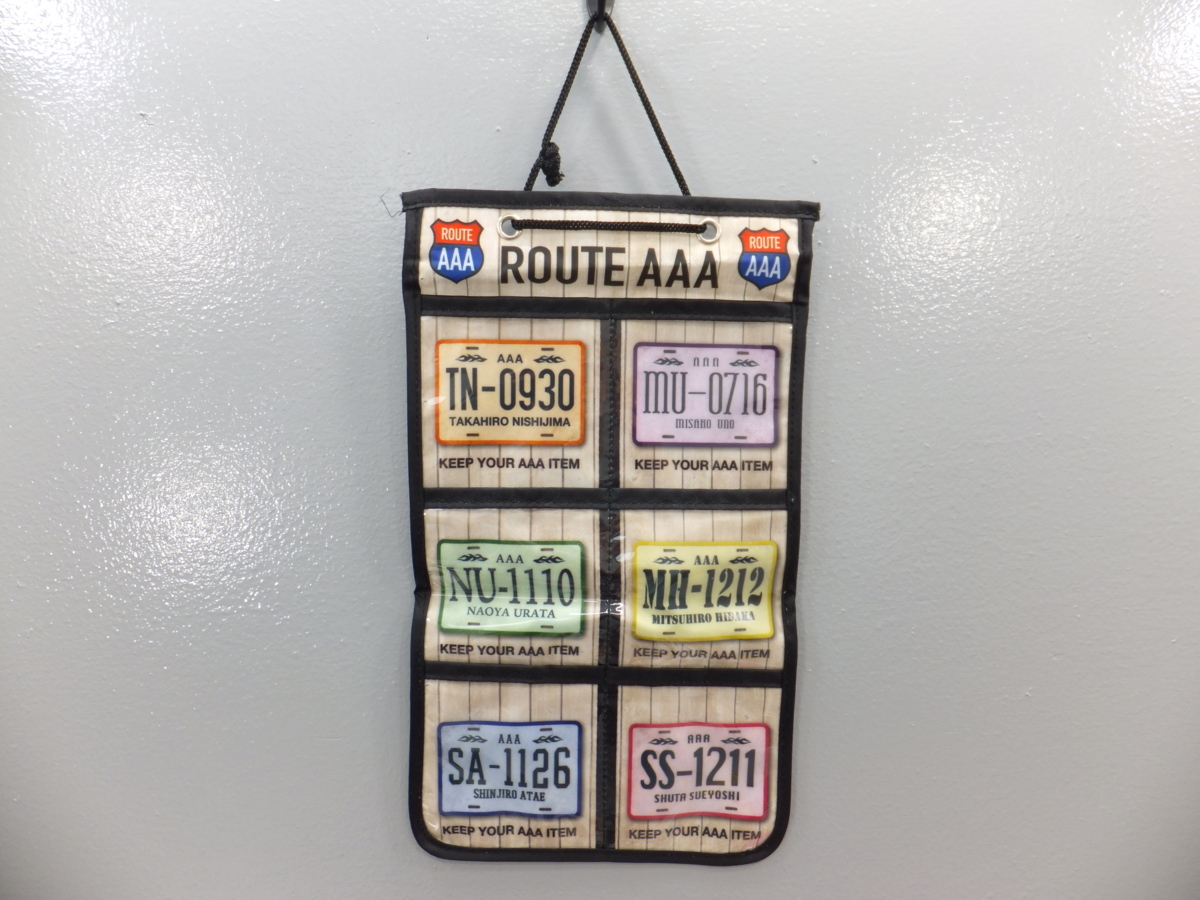 ROUTE
AAA
ROUTE AAA
ROUTE
AAA
AAA
TN-0930
TAKAHIRO NISHIJIMA
KEEP YOUR AAA ITEM
AAA
MU-0716
MISAKO UNO
KEEP YOUR AAA ITEM
AAA
NU-1110
NAOYA URATA
KEEP YOUR AAA ITEM
AAA
MH-1212
MITSUHIRO HIDAKA
KEEP YOUR AAA ITEM
AAA
SA-1126
SHINJIRO ATAE
KEEP YOUR AAA ITEM
AAA
SS-1211
SHUTA SUEYOSHI
KEEP YOUR AAA ITEM